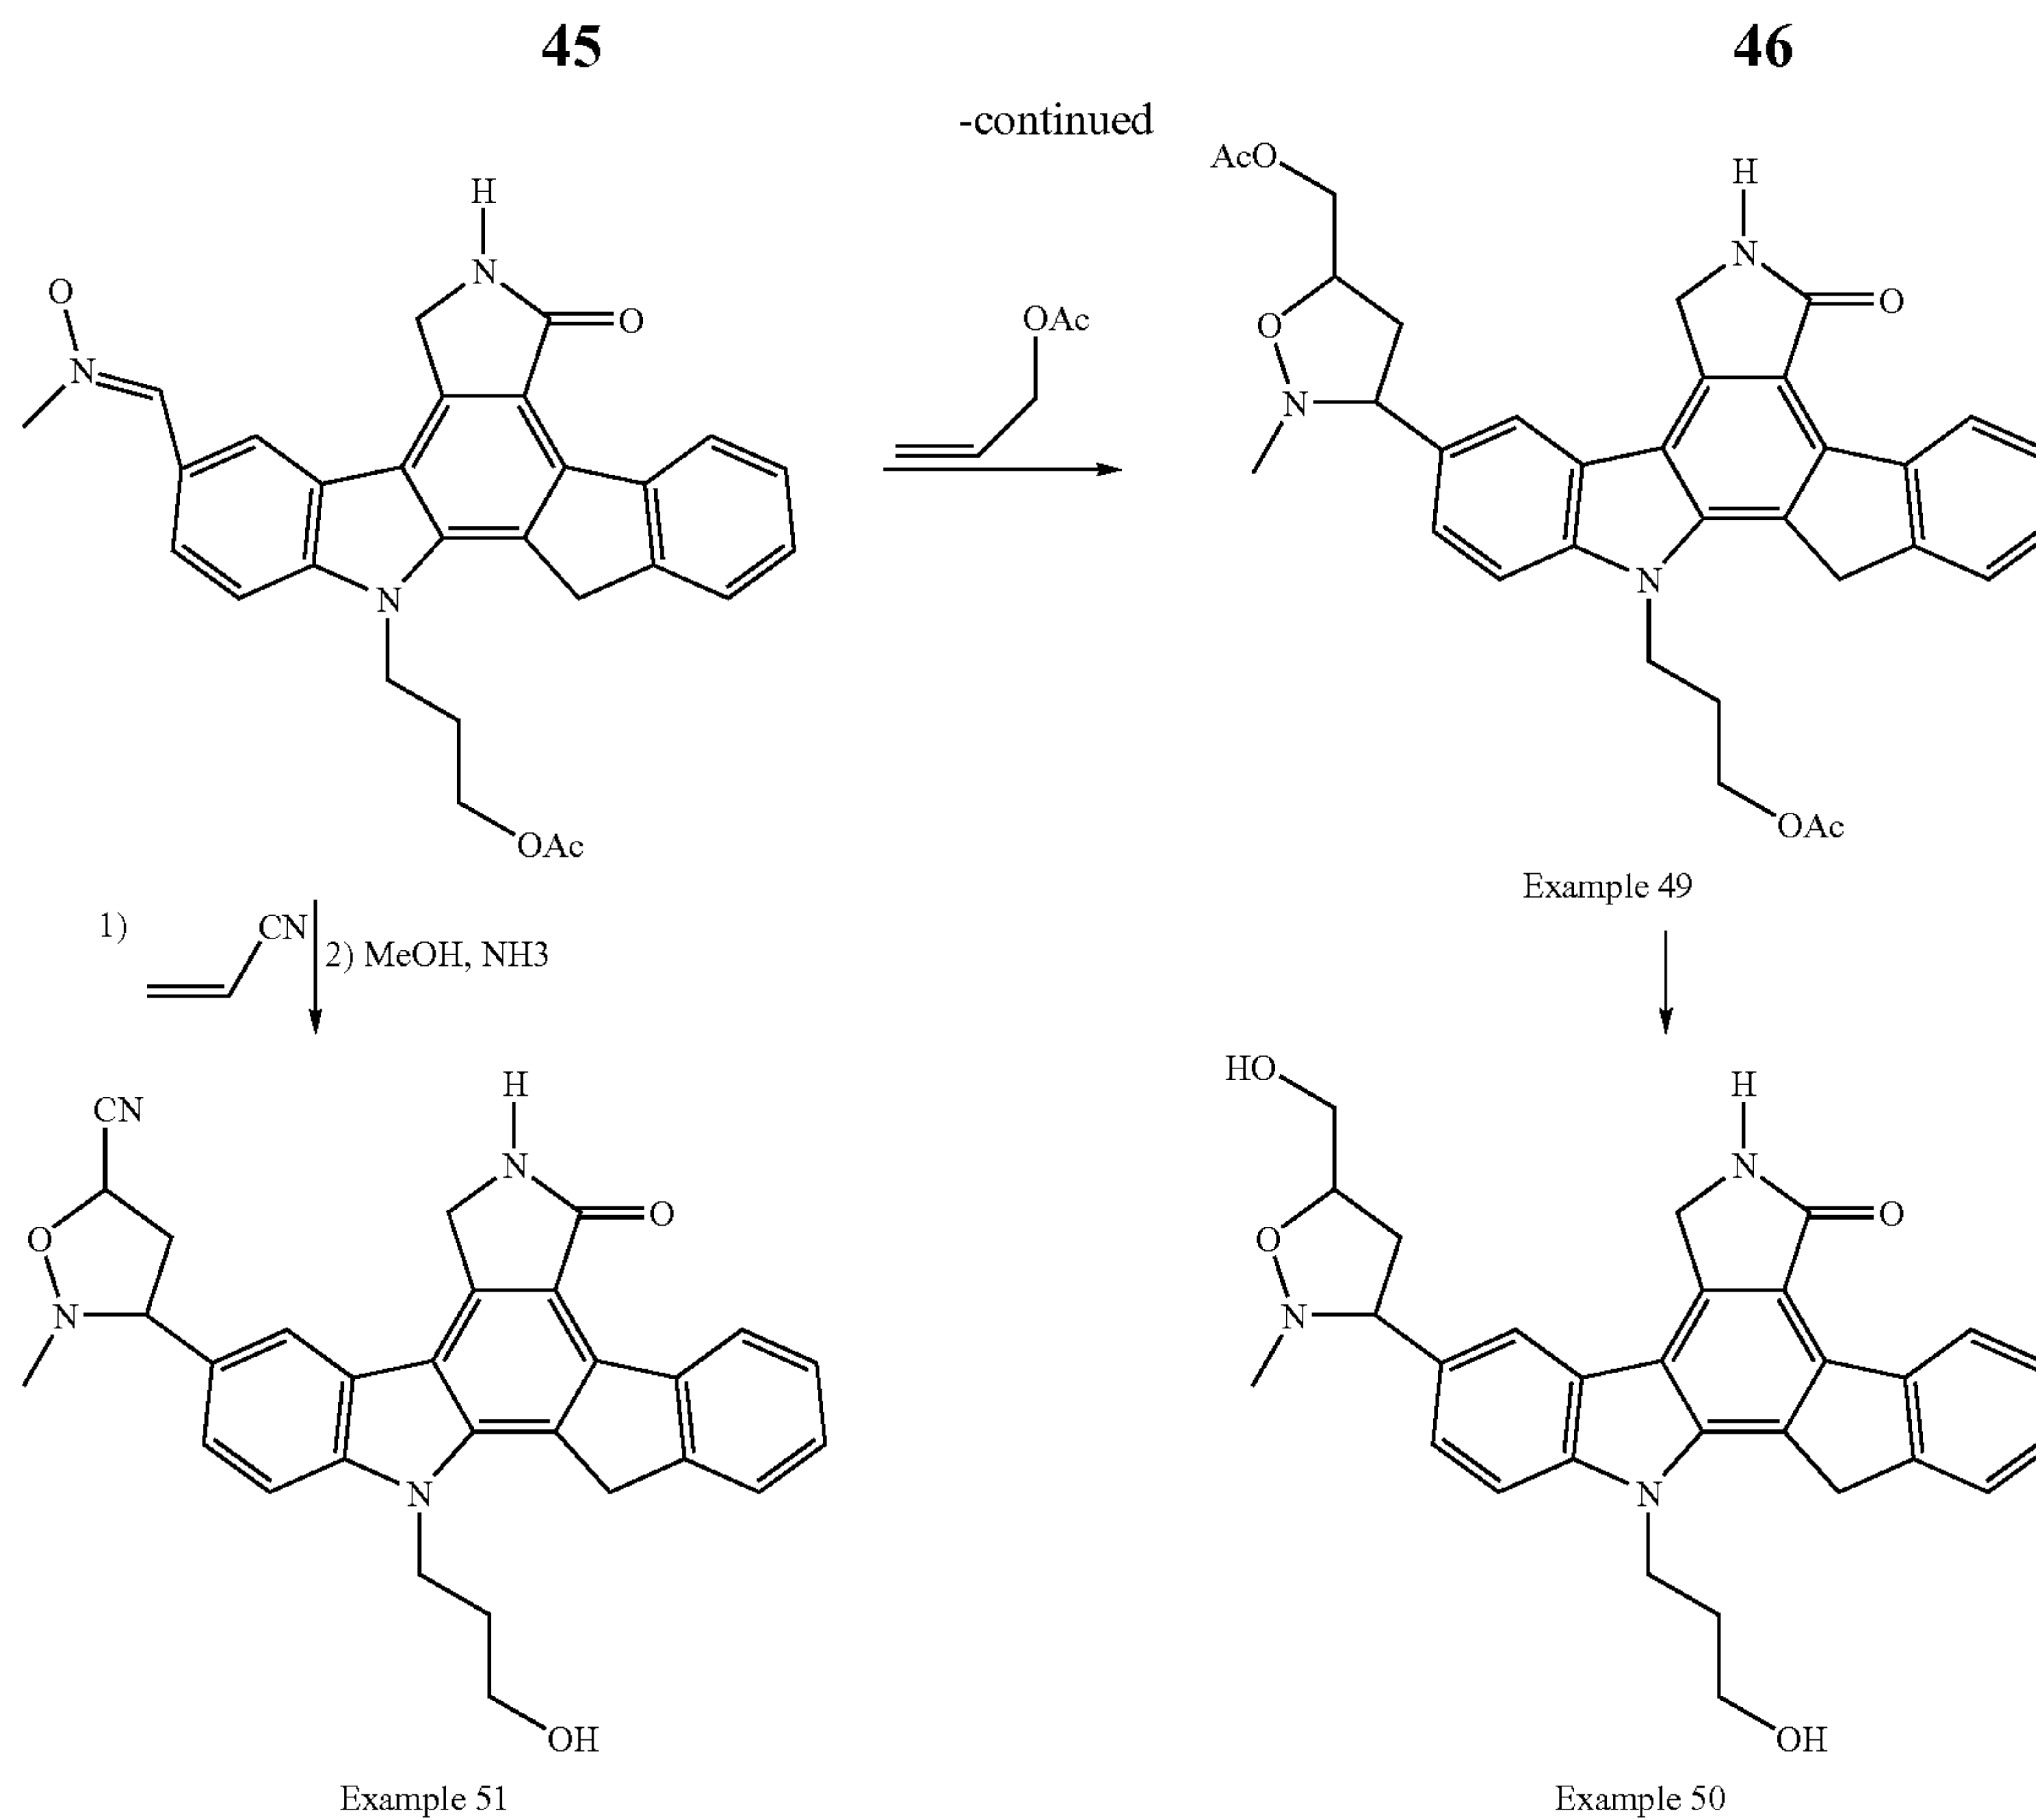 45 46
-continued
AcO
H
N
O
O
N
OAc
N
OAc
H
N
O
O
N
N
OAc
Example 49
1)
CN
2) MeOH, NH3
CN
H
N
O
O
N
N
OH
Example 51
HO
H
N
O
O
N
N
OH
Example 50